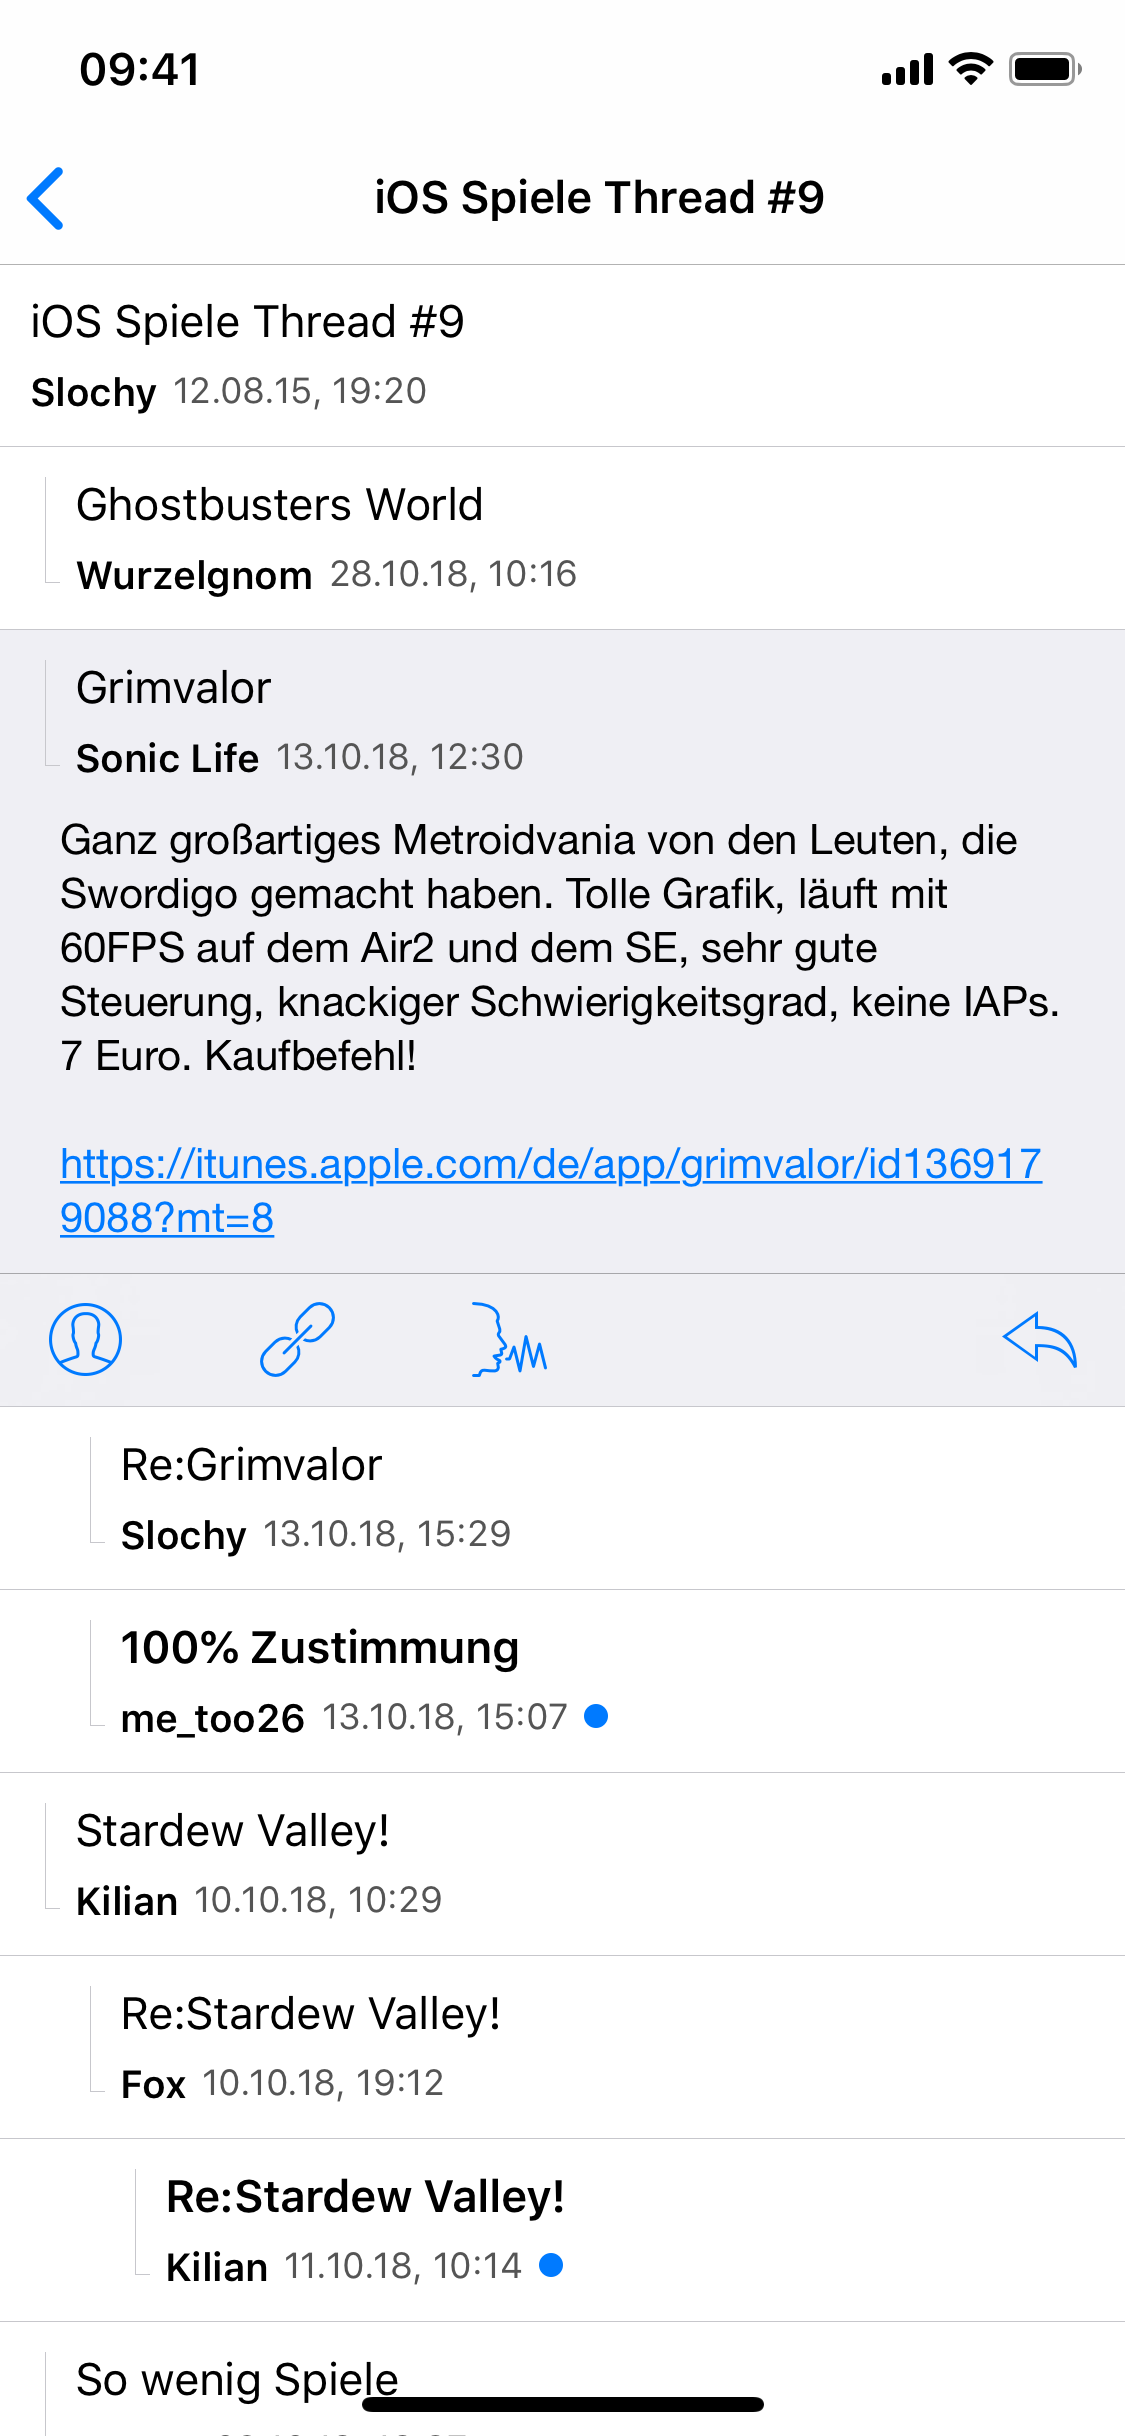 09:41
iOS Spiele Thread #9
iOS Spiele Thread #9
Slochy 12.08.15, 19:20
Ghostbusters World
Wurzelgnom 28.10.18, 10:16
Grimvalor
Sonic Life 13.10.18, 12:30
Ganz großartiges Metroidvania von den Leuten, die
Swordigo gemacht haben. Tolle Grafik, läuft mit
60FPS auf dem Air2 und dem SE, sehr gute
Steuerung, knackiger Schwierigkeitsgrad, keine IAPs.
7 Euro. Kaufbefehl!
https://itunes.apple.com/de/app/grimvalor/id136917
9088?mt=8
Re:Grimvalor
Slochy 13.10.18, 15:29
100% Zustimmung
me_too26 13.10.18, 15:07
Stardew Valley!
Kilian 10.10.18, 10:29
Re:Stardew Valley!
Fox 10.10.18, 19:12
Re:Stardew Valley!
Kilian 11.10.18, 10:14
So wenig Spiele